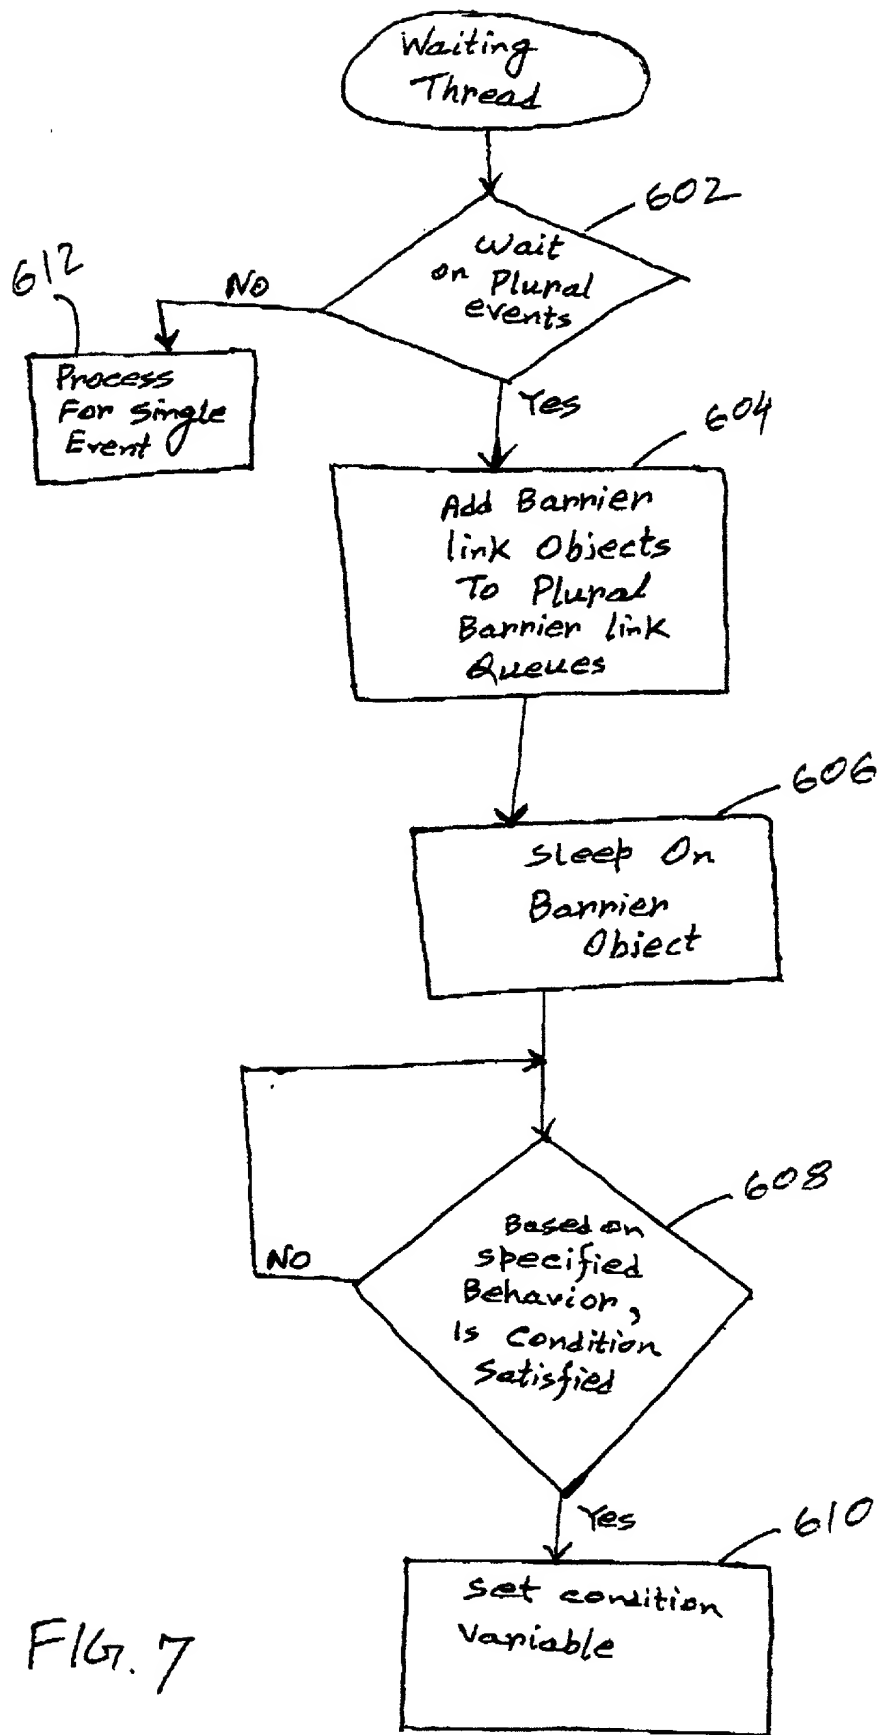 Waiting
Thread
602
Wait
on Plural
events
612
No
Process
For Single
Event
Yes
604
Add Barrier
link Objects
To Plural
Barrier link
Queues
606
Sleep On
Barrier
Object
608
Based on
specified
Behavior,
Is Condition
Satisfied
No
Yes
610
Set condition
Variable
FIG. 7